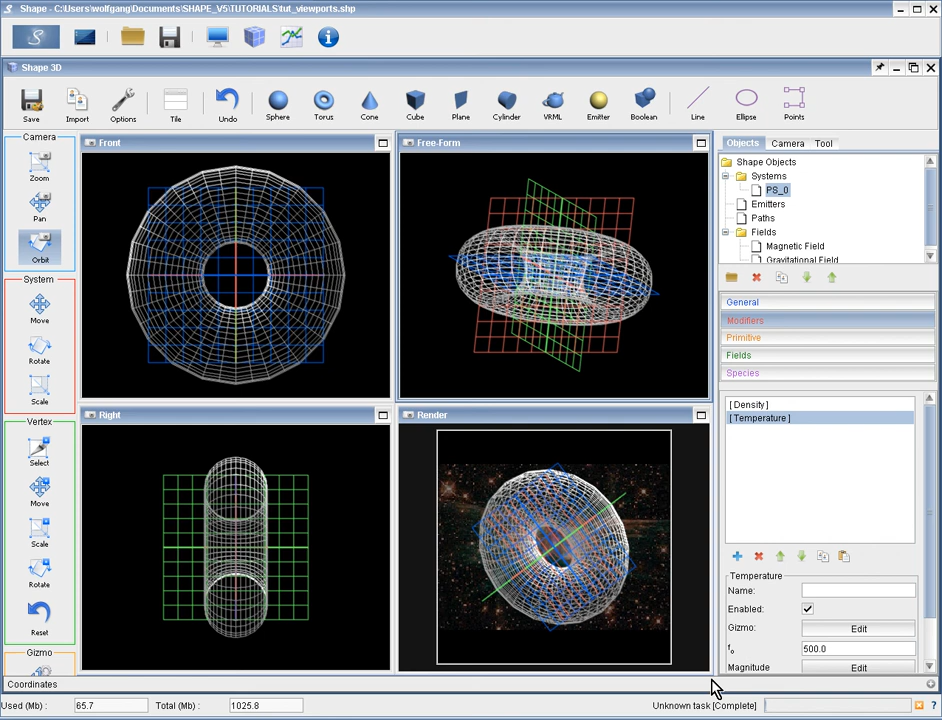 Shape - C:\Users\wolfgang\Documents\SHAPE_V5\TUTORIALS\tut_viewports.shp
S
Shape 3D
Save Import Options Tile Undo Sphere Torus Cone Cube Plane Cylinder VRML Emitter Boolean Line Ellipse Points
Camera
Zoom
Pan
Orbit
System
Move
Rotate
Scale
Vertex
Select
Move
Scale
Rotate
Reset
Gizmo
Front
Free-Form
Right
Render
Objects Camera Tool
Shape Objects
Systems
PS_0
Emitters
Paths
Fields
Magnetic Field
Gravitational Field
General
Modifiers
Primitive
Fields
Species
[ Density ]
[ Temperature ]
Temperature
Name:
Enabled:
Gizmo: Edit
f₀ 500.0
Magnitude Edit
Coordinates
Used (Mb) : 65.7 Total (Mb) : 1025.8 Unknown task [Complete]